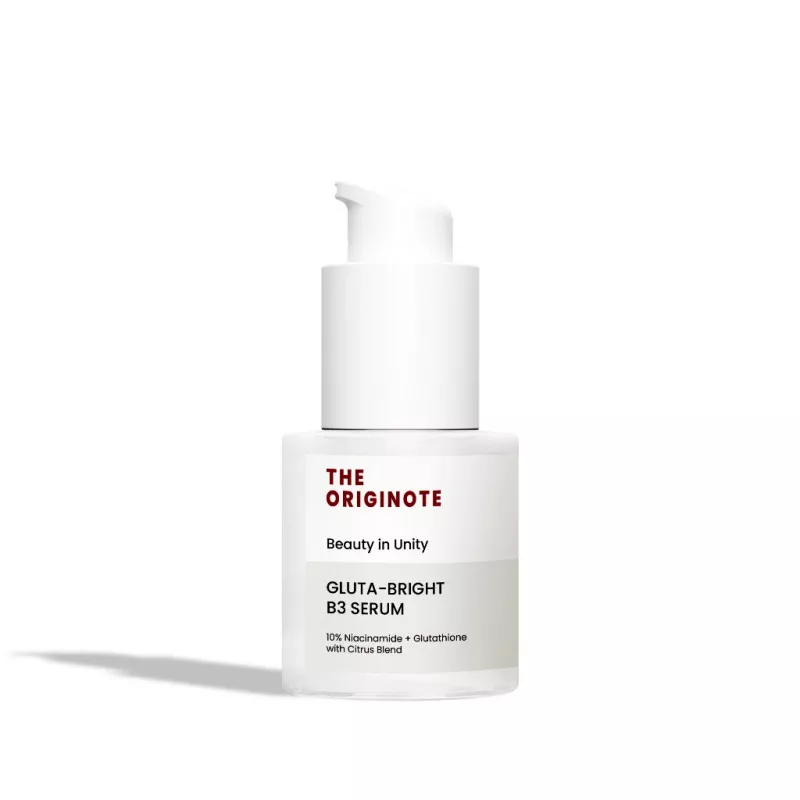 THE
ORIGINOTE
Beauty in Unity
GLUTA-BRIGHT
B3 SERUM
10% Niacinamide + Glutathione
with Citrus Blend